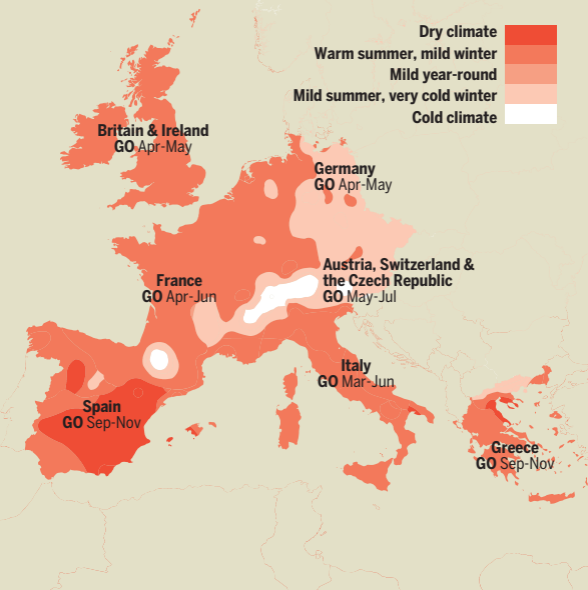 Dry climate
Warm summer, mild winter
Mild year-round
Mild summer, very cold winter
Cold climate
Britain & Ireland
GO Apr-May
Germany
GO Apr-May
Austria, Switzerland &
the Czech Republic
GO May-Jul
France
GO Apr-Jun
Italy
GO Mar-Jun
Spain
GO Sep-Nov
Greece
GO Sep-Nov